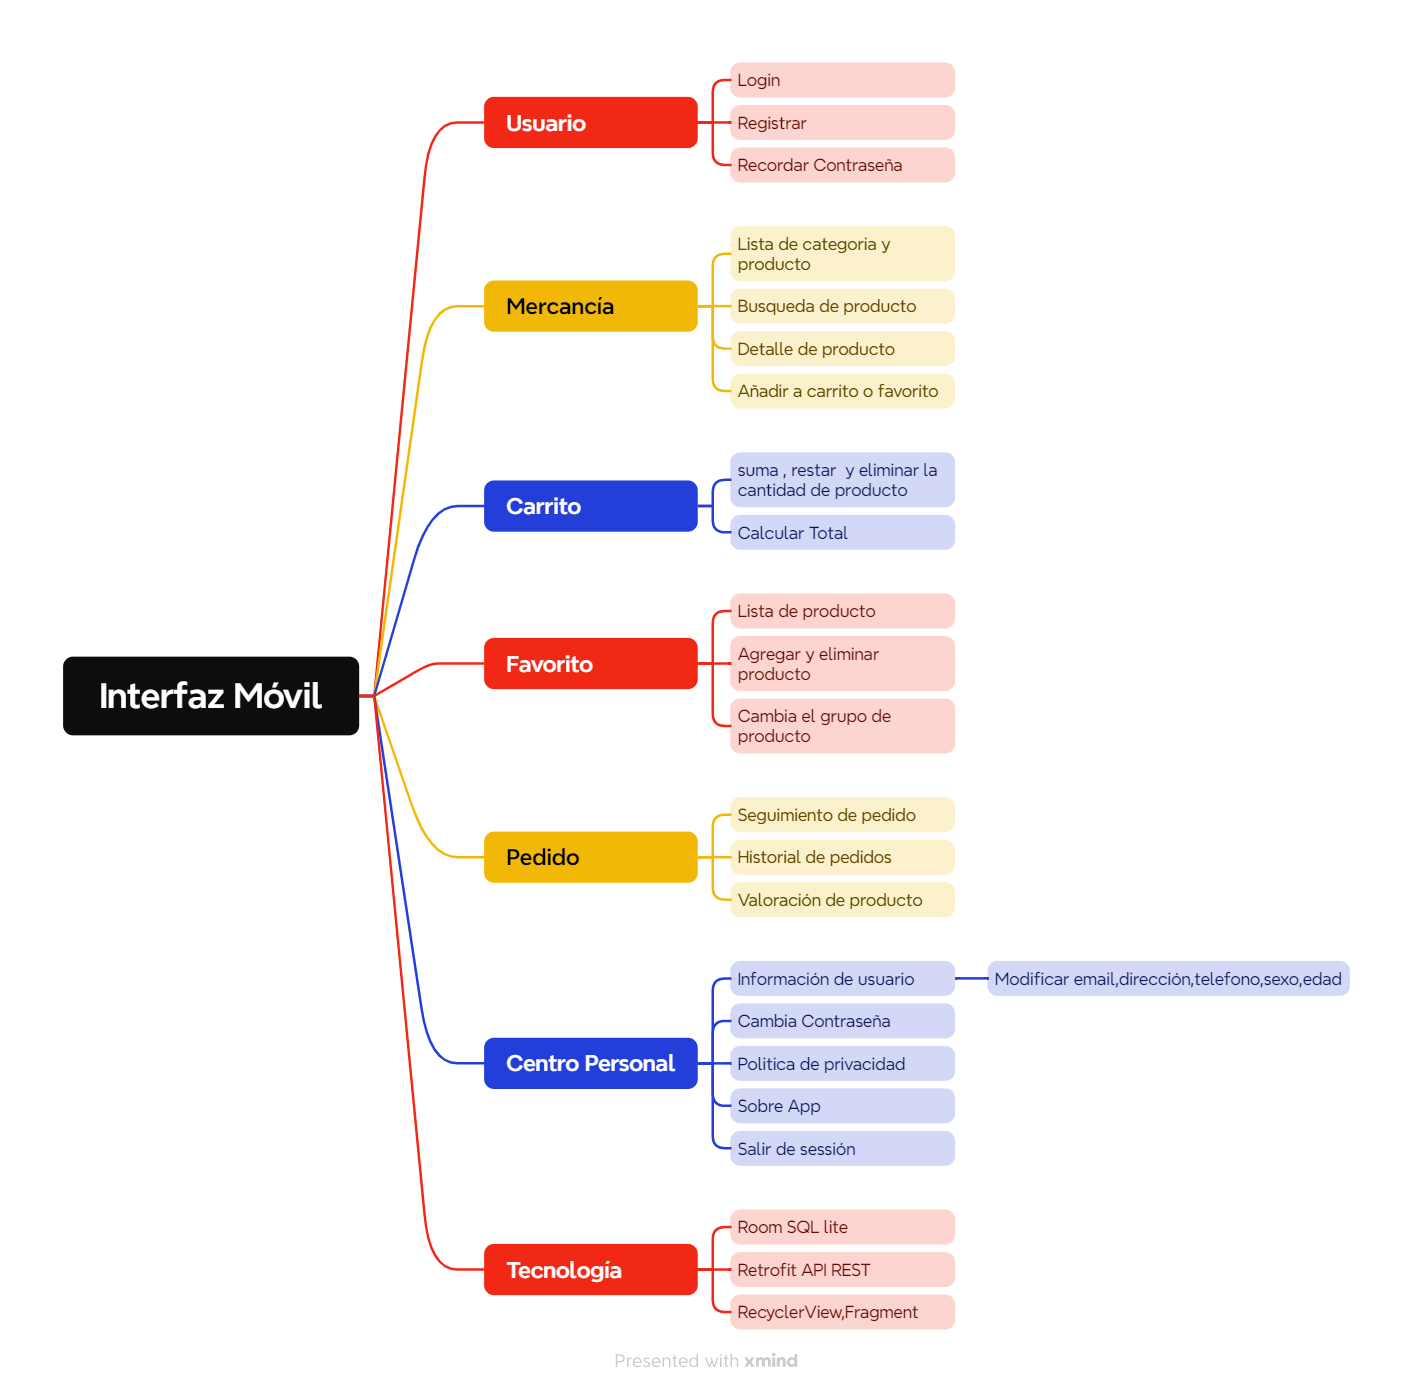 Login
Usuario
Registrar
Recordar Contraseña
Lista de categoria y
producto
Mercancía
Busqueda de producto
Detalle de producto
Añadir a carrito o favorito
suma , restar  y eliminar la
cantidad de producto
Carrito
Calcular Total
Lista de producto
Favorito
Agregar y eliminar
producto
Cambia el grupo de
producto
Interfaz Móvil
Seguimiento de pedido
Pedido
Historial de pedidos
Valoración de producto
Información de usuario
Modificar email,dirección,telefono,sexo,edad
Cambia Contraseña
Centro Personal
Politica de privacidad
Sobre App
Salir de sessión
Room SQL lite
Tecnología
Retrofit API REST
RecyclerView,Fragment
Presented with xmind